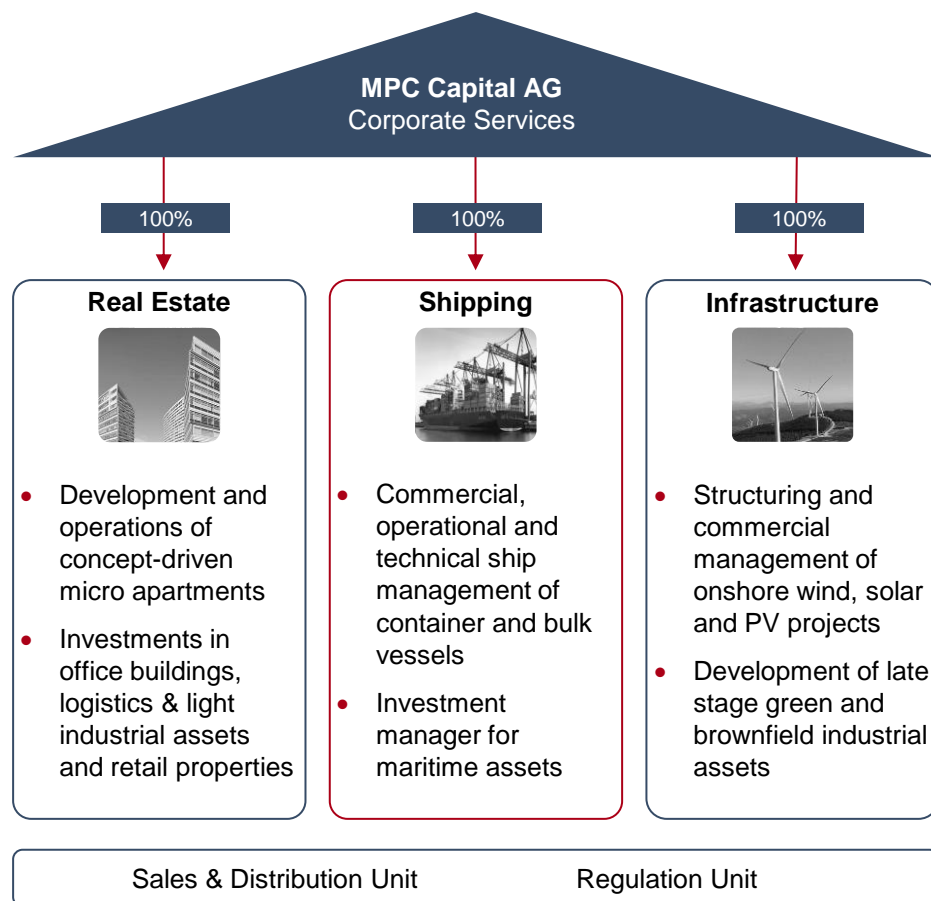 MPC Capital AG
Corporate Services
100%
100%
100%
Real Estate
• Development and
operations of
concept-driven
micro apartments
• Investments in
office buildings,
logistics & light
industrial assets
and retail properties
Shipping
• Commercial,
operational and
technical ship
management of
container and bulk
vessels
• Investment
manager for
maritime assets
Infrastructure
• Structuring and
commercial
management of
onshore wind, solar
and PV projects
• Development of late
stage green and
brownfield industrial
assets
Sales & Distribution Unit
Regulation Unit